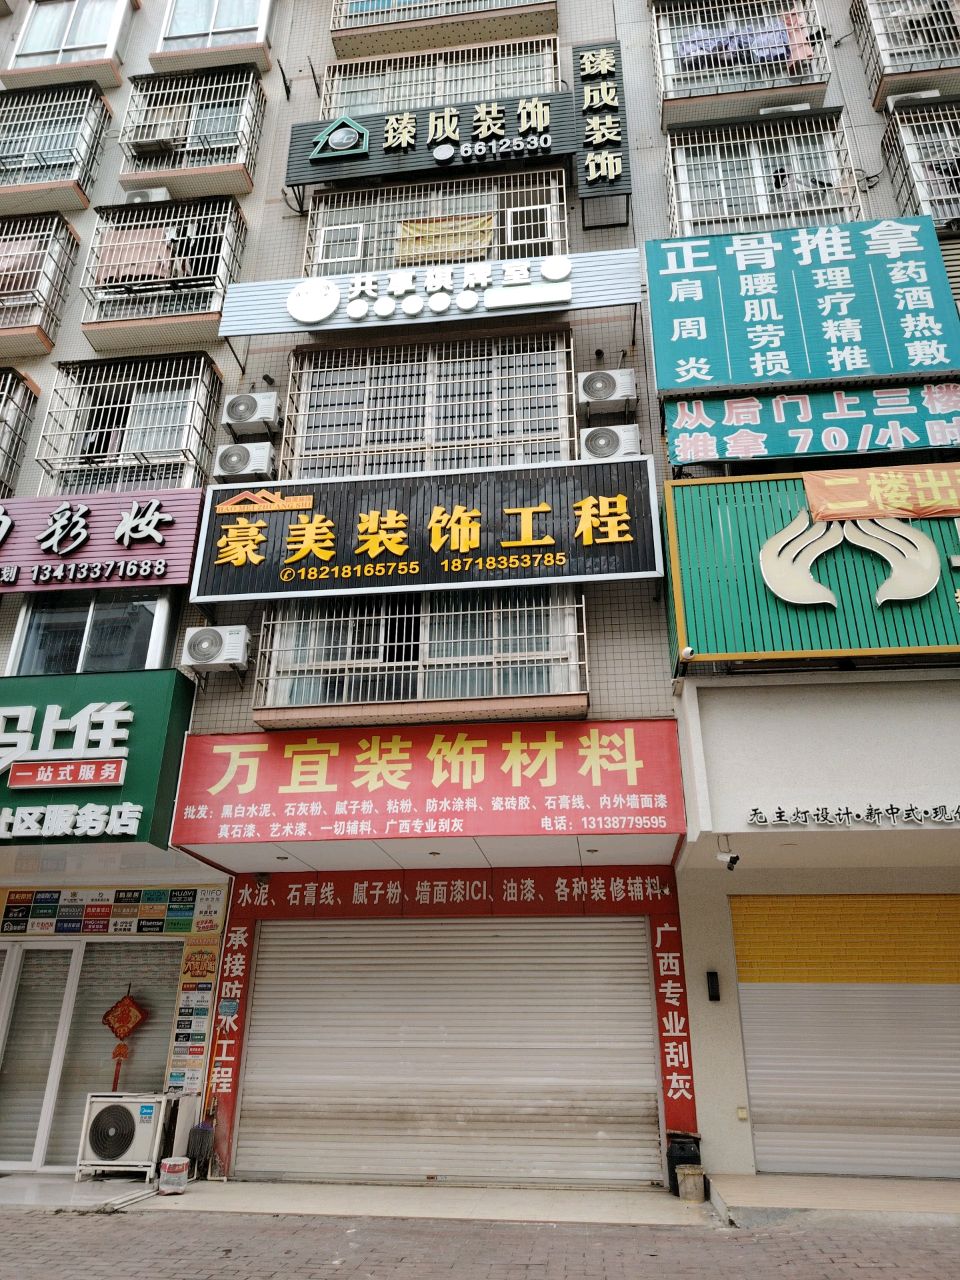 臻成装饰
6612530
臻成装饰
共享棋牌室
正骨推拿
肩周炎
腰肌劳损
理疗精推
药酒热敷
从后门上三楼
推拿 70/小时
二楼出
彩妆
划 13413371688
豪美装饰工程
18218165755 18718353785
马上住
一站式服务
社区服务店
万宜装饰材料
批发：黑白水泥、石灰粉、腻子粉、粘粉、防水涂料、瓷砖胶、石膏线、内外墙面漆
真石漆、艺术漆、一切辅料、广西专业刮灰 电话：13138779595
无主灯设计·新中式·现
水泥、石膏线、腻子粉、墙面漆ICI、油漆、各种装修辅料
承接防水工程
广西专业刮灰
HUAYI
Hisense
Midea